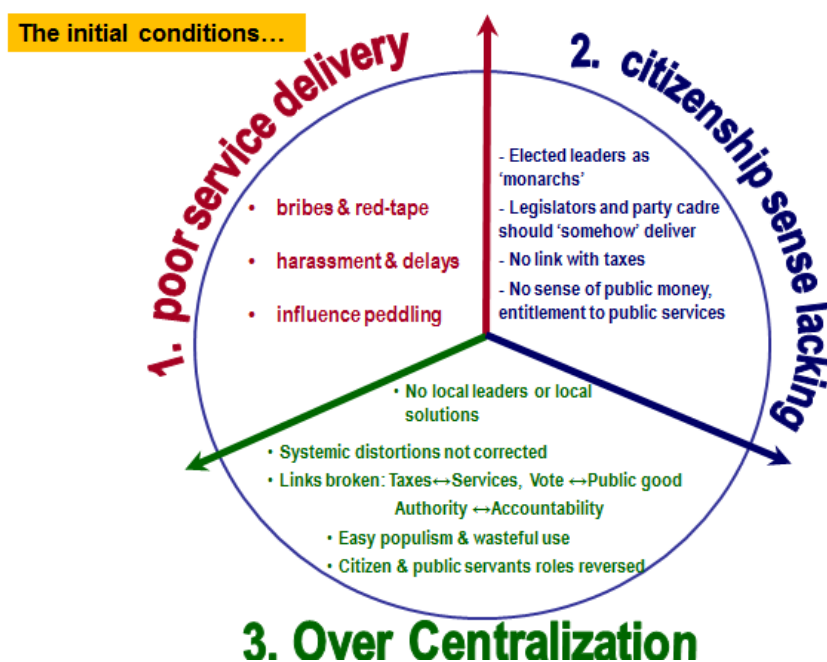 The initial conditions...
1. poor service delivery
• bribes & red-tape
• harassment & delays
• influence peddling
2. citizenship sense lacking
- Elected leaders as
‘monarchs’
- Legislators and party cadre
should ‘somehow’ deliver
- No link with taxes
- No sense of public money,
entitlement to public services
• No local leaders or local
solutions
• Systemic distortions not corrected
• Links broken: Taxes↔Services, Vote ↔Public good
Authority ↔Accountability
• Easy populism & wasteful use
• Citizen & public servants roles reversed
3. Over Centralization